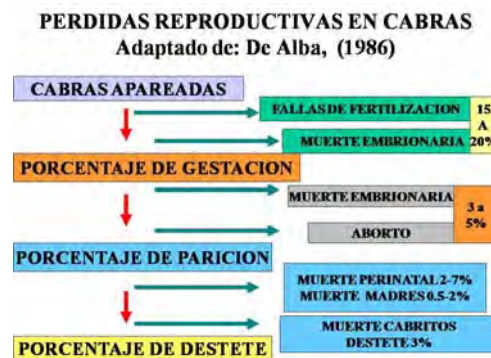 PERDIDAS REPRODUCTIVAS EN CABRAS
Adaptado de: De Alba, (1986)
CABRAS APAREADAS
FALLAS DE FERTILIZACION
15
A
20%
MUERTE EMBRIONARIA
PORCENTAJE DE GESTACION
MUERTE EMBRIONARIA
3 a
5%
ABORTO
PORCENTAJE DE PARICION
MUERTE PERINATAL 2-7%
MUERTE MADRES 0.5-2%
MUERTE CABRITOS
DESTETE 3%
PORCENTAJE DE DESTETE